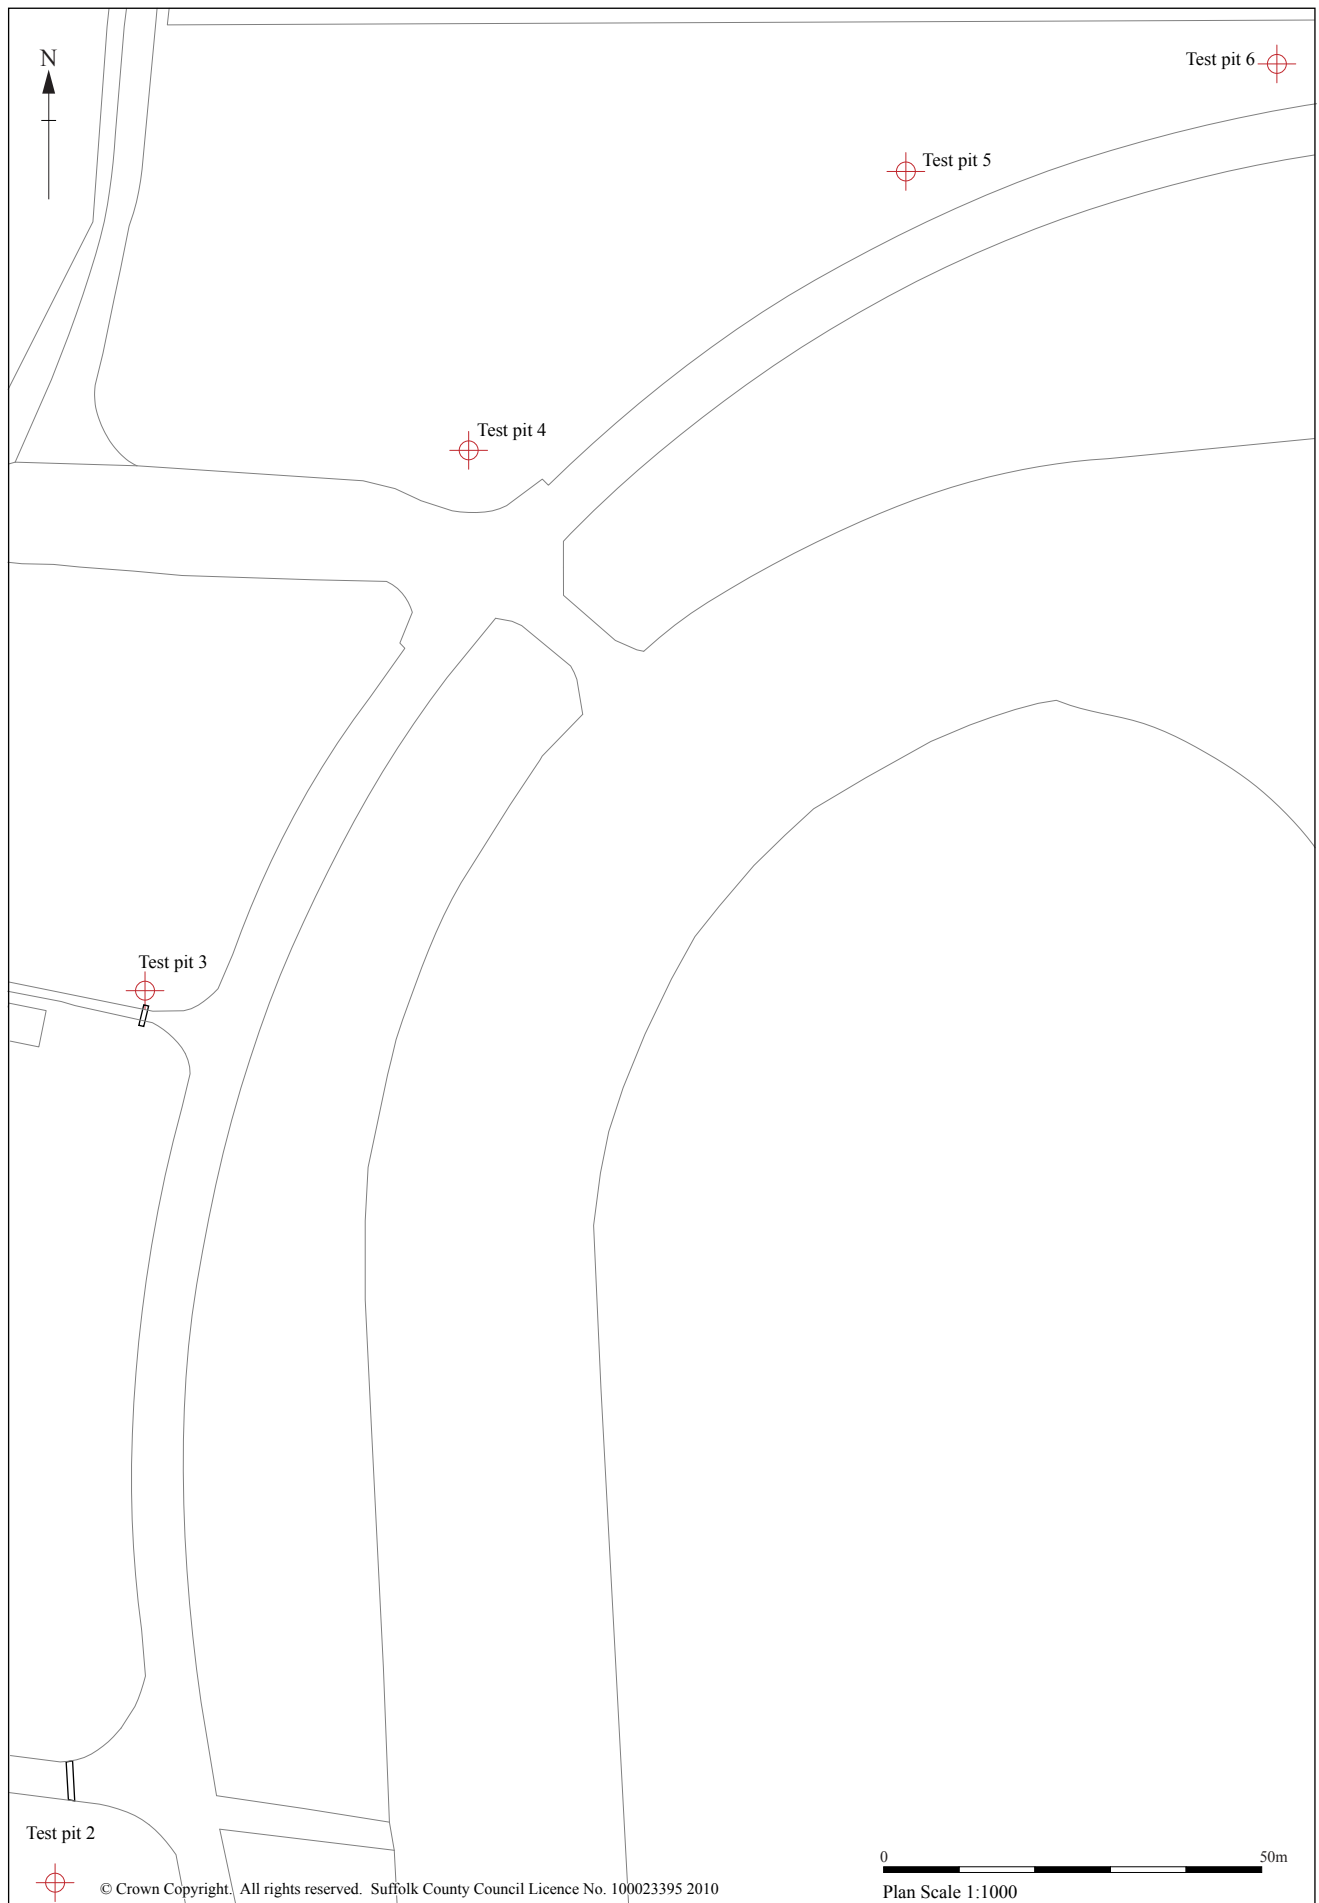 N
Test pit 6
Test pit 5
Test pit 4
Test pit 3
Test pit 2
0 50m
© Crown Copyright. All rights reserved. Suffolk County Council Licence No. 100023395 2010
Plan Scale 1:1000